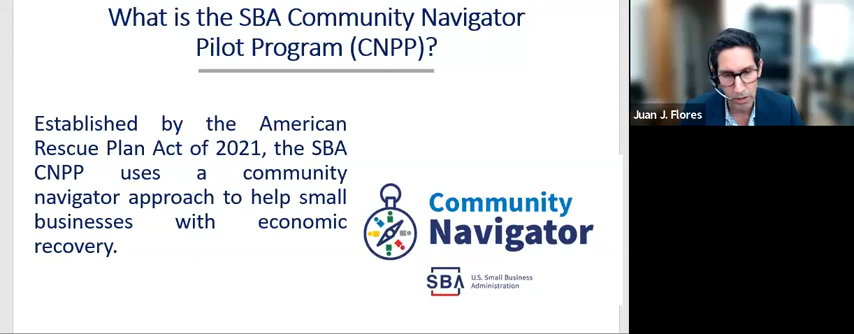 What is the SBA Community Navigator
Pilot Program (CNPP)?
Established by the American
Rescue Plan Act of 2021, the SBA
CNPP uses a community
navigator approach to help small
businesses with economic
recovery.
Community
Navigator
SBA
U.S. Small Business
Administration
Juan J. Flores